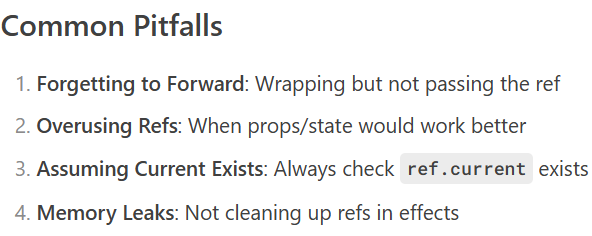 Common Pitfalls
1. Forgetting to Forward: Wrapping but not passing the ref
2. Overusing Refs: When props/state would work better
3. Assuming Current Exists: Always check ref.current exists
4. Memory Leaks: Not cleaning up refs in effects